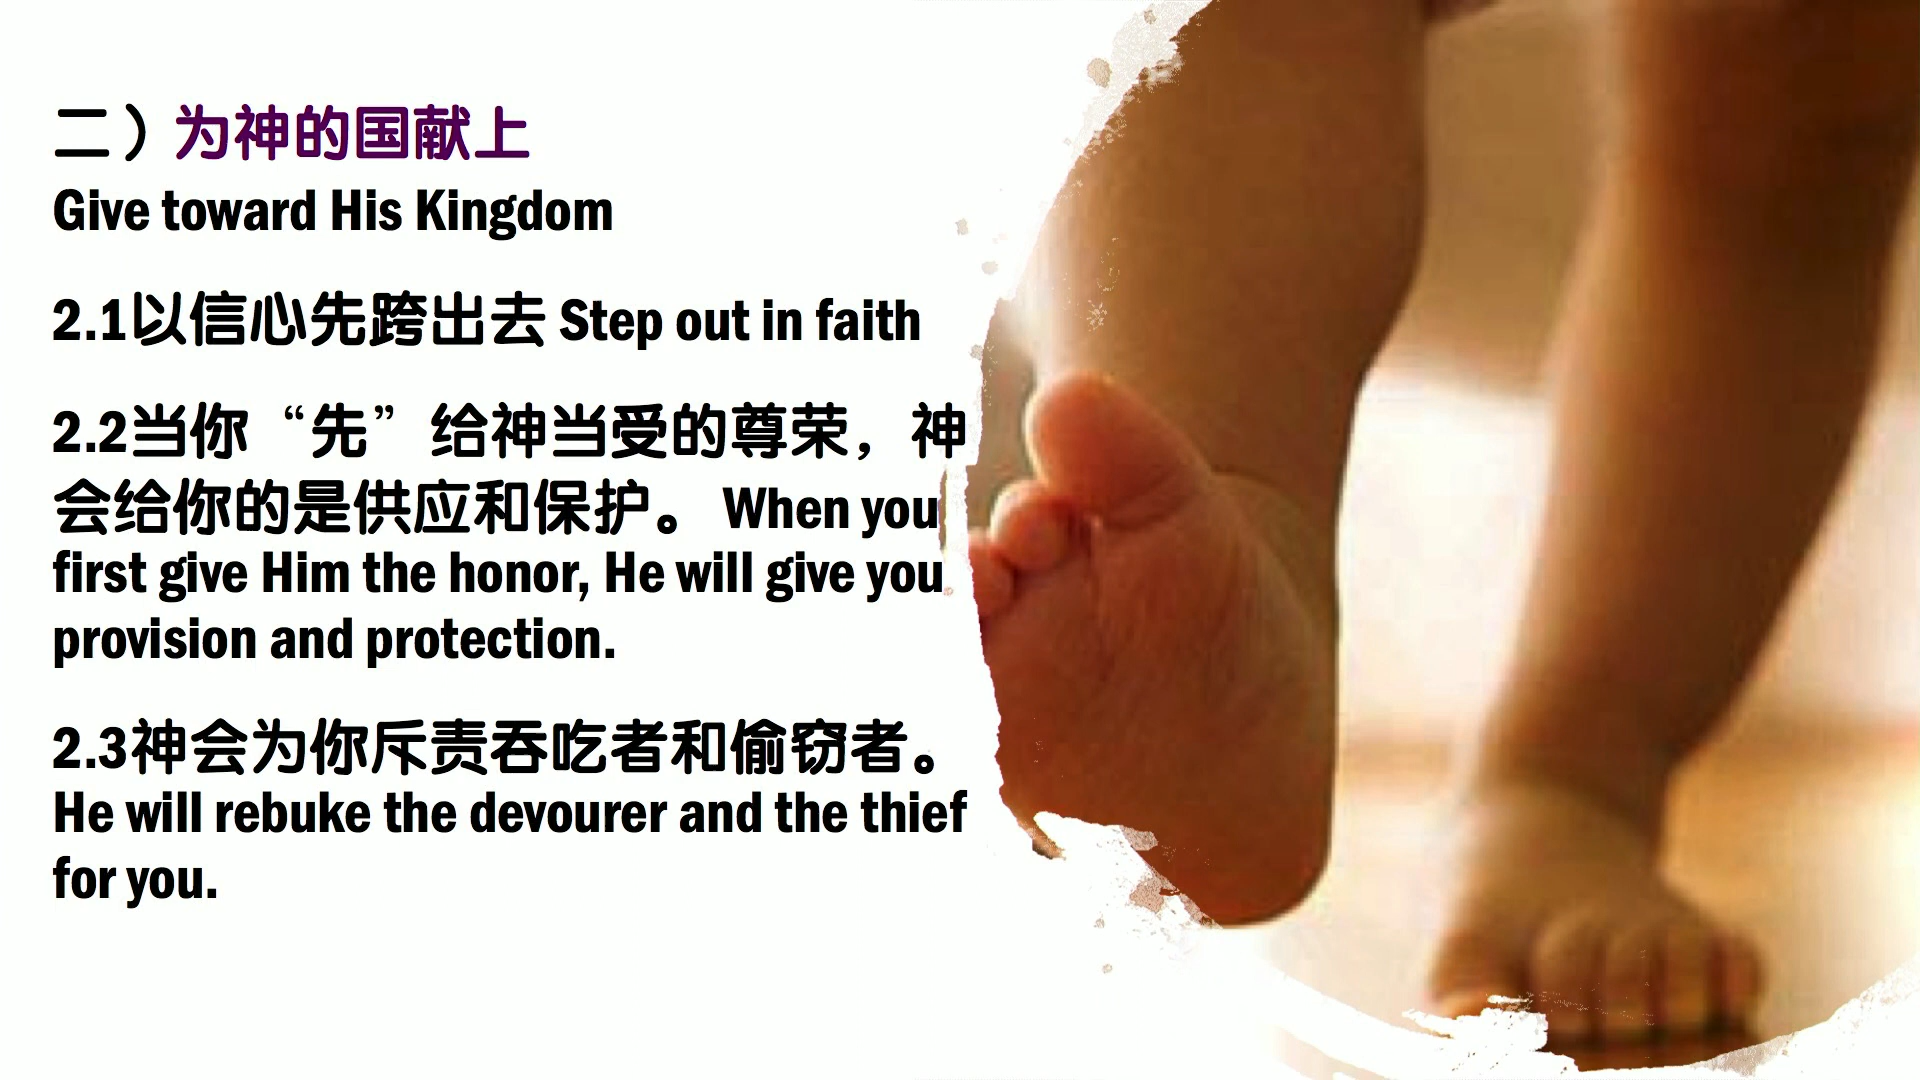 二）为神的国献上
Give toward His Kingdom
2.1以信心先跨出去 Step out in faith
2.2当你“先”给神当受的尊荣，神
会给你的是供应和保护。 When you
first give Him the honor, He will give you
provision and protection.
2.3神会为你斥责吞吃者和偷窃者。
He will rebuke the devourer and the thief
for you.